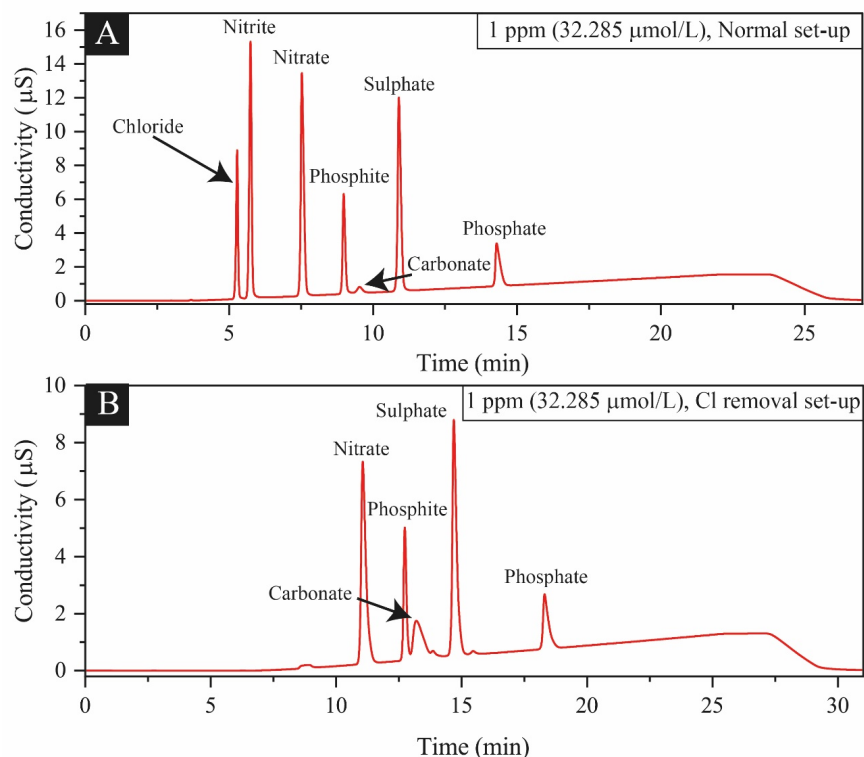 A
1 ppm (32.285 μmol/L), Normal set-up
Nitrite
Nitrate
Sulphate
Chloride
Phosphite
Phosphate
Carbonate
Conductivity (μS)
16
14
12
10
8
6
4
2
0
0 5 10 15 20 25
Time (min)
B
1 ppm (32.285 μmol/L), Cl removal set-up
Sulphate
Nitrate
Phosphite
Carbonate
Phosphate
Conductivity (μS)
10
8
6
4
2
0
0 5 10 15 20 25 30
Time (min)